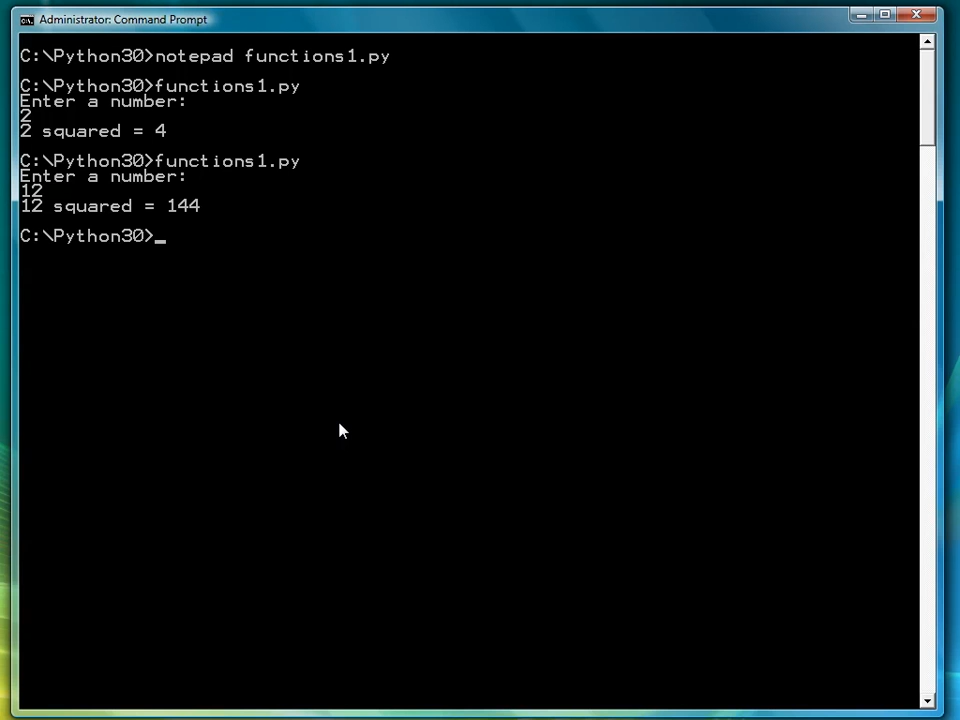 Administrator: Command Prompt
C:\Python30>notepad functions1.py
C:\Python30>functions1.py
Enter a number:
2
2 squared = 4
C:\Python30>functions1.py
Enter a number:
12
12 squared = 144
C:\Python30>_